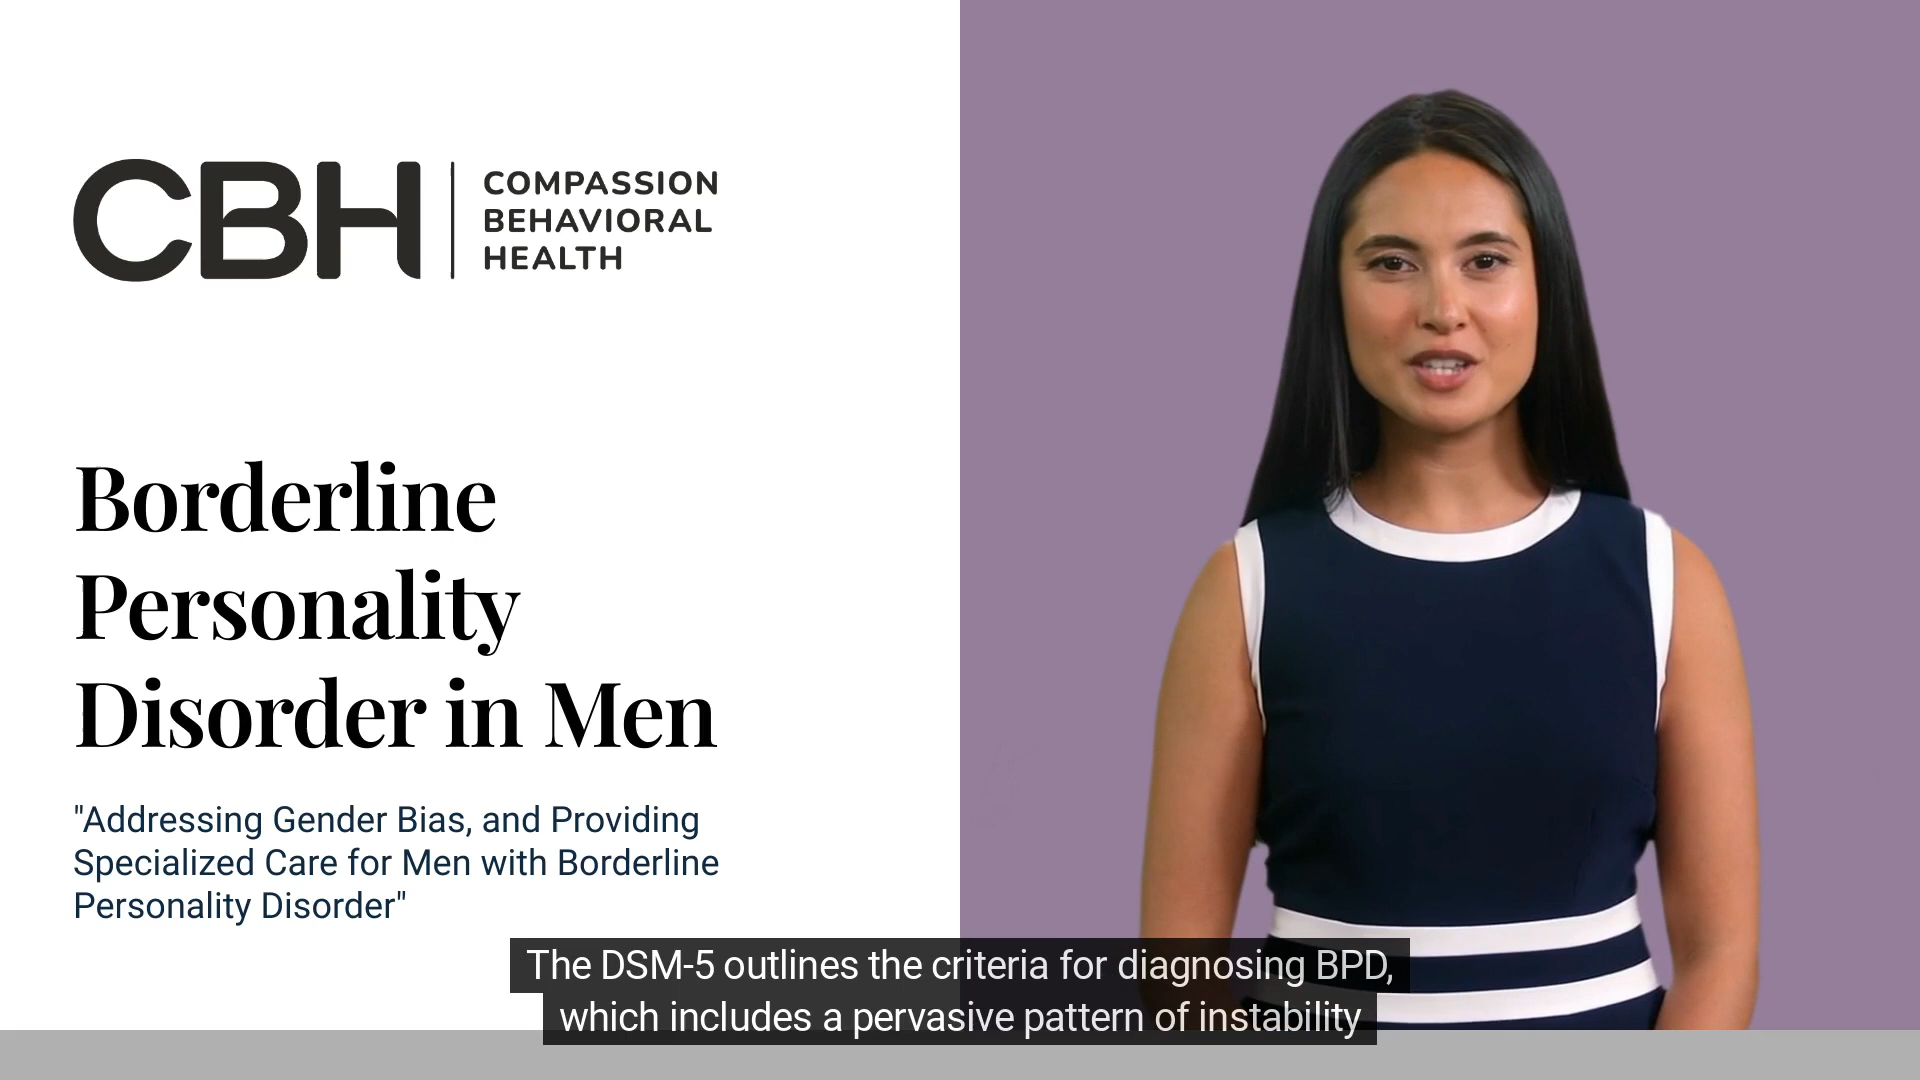 CBH
COMPASSION
BEHAVIORAL
HEALTH
Borderline
Personality
Disorder in Men
"Addressing Gender Bias, and Providing
Specialized Care for Men with Borderline
Personality Disorder"
The DSM-5 outlines the criteria for diagnosing BPD,
which includes a pervasive pattern of instability